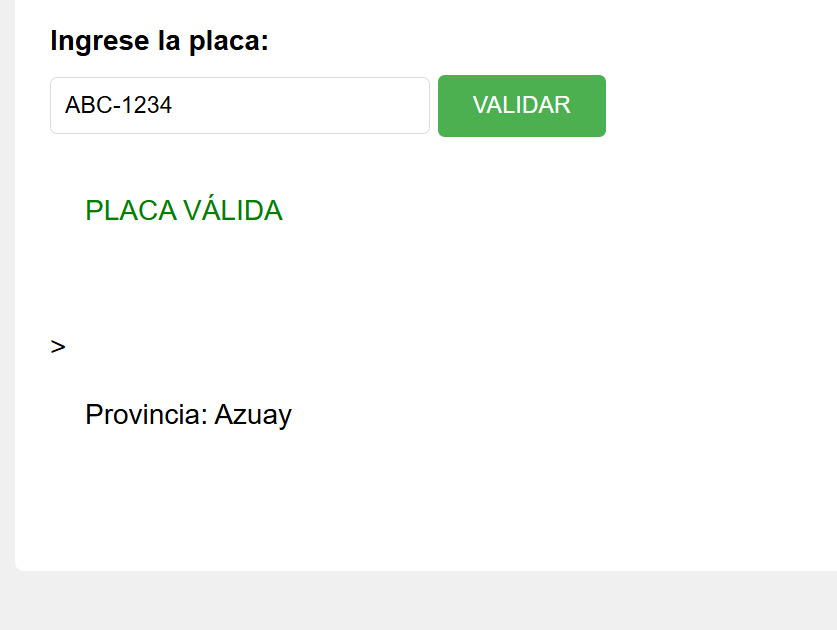 Ingrese la placa:
ABC-1234 VALIDAR
PLACA VÁLIDA
>
Provincia: Azuay